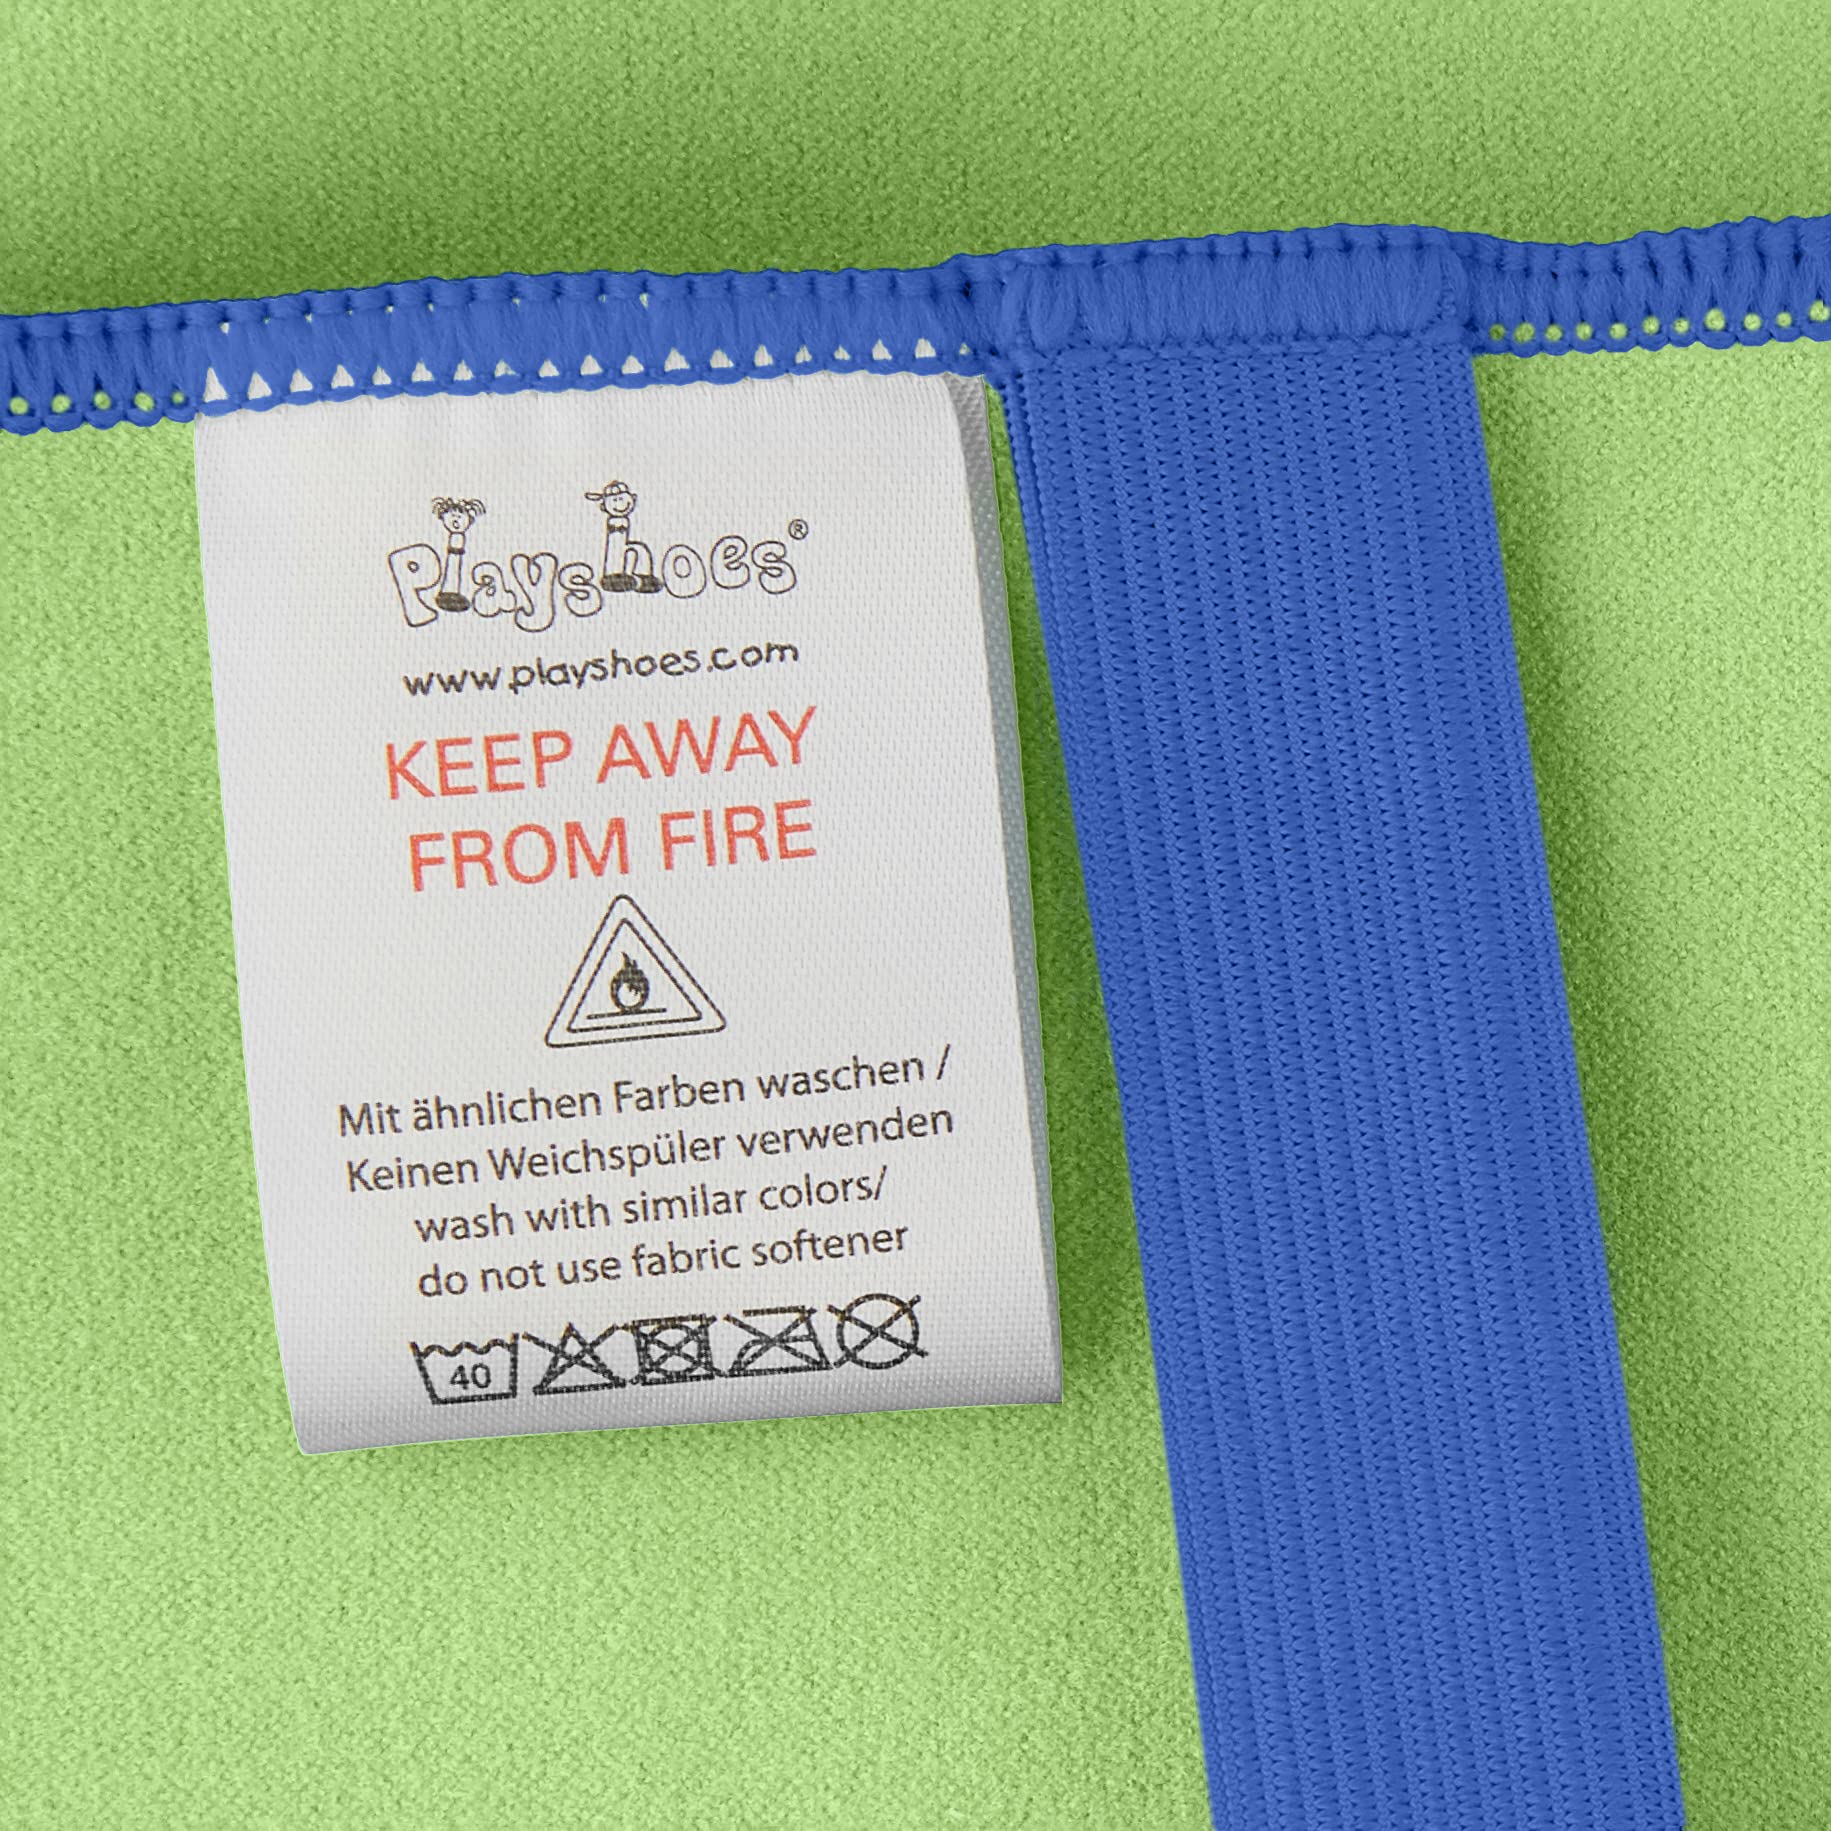 Playshoes®
www.playshoes.com
KEEP AWAY
FROM FIRE
Mit ähnlichen Farben waschen /
Keinen Weichspüler verwenden
wash with similar colors/
do not use fabric softener
40